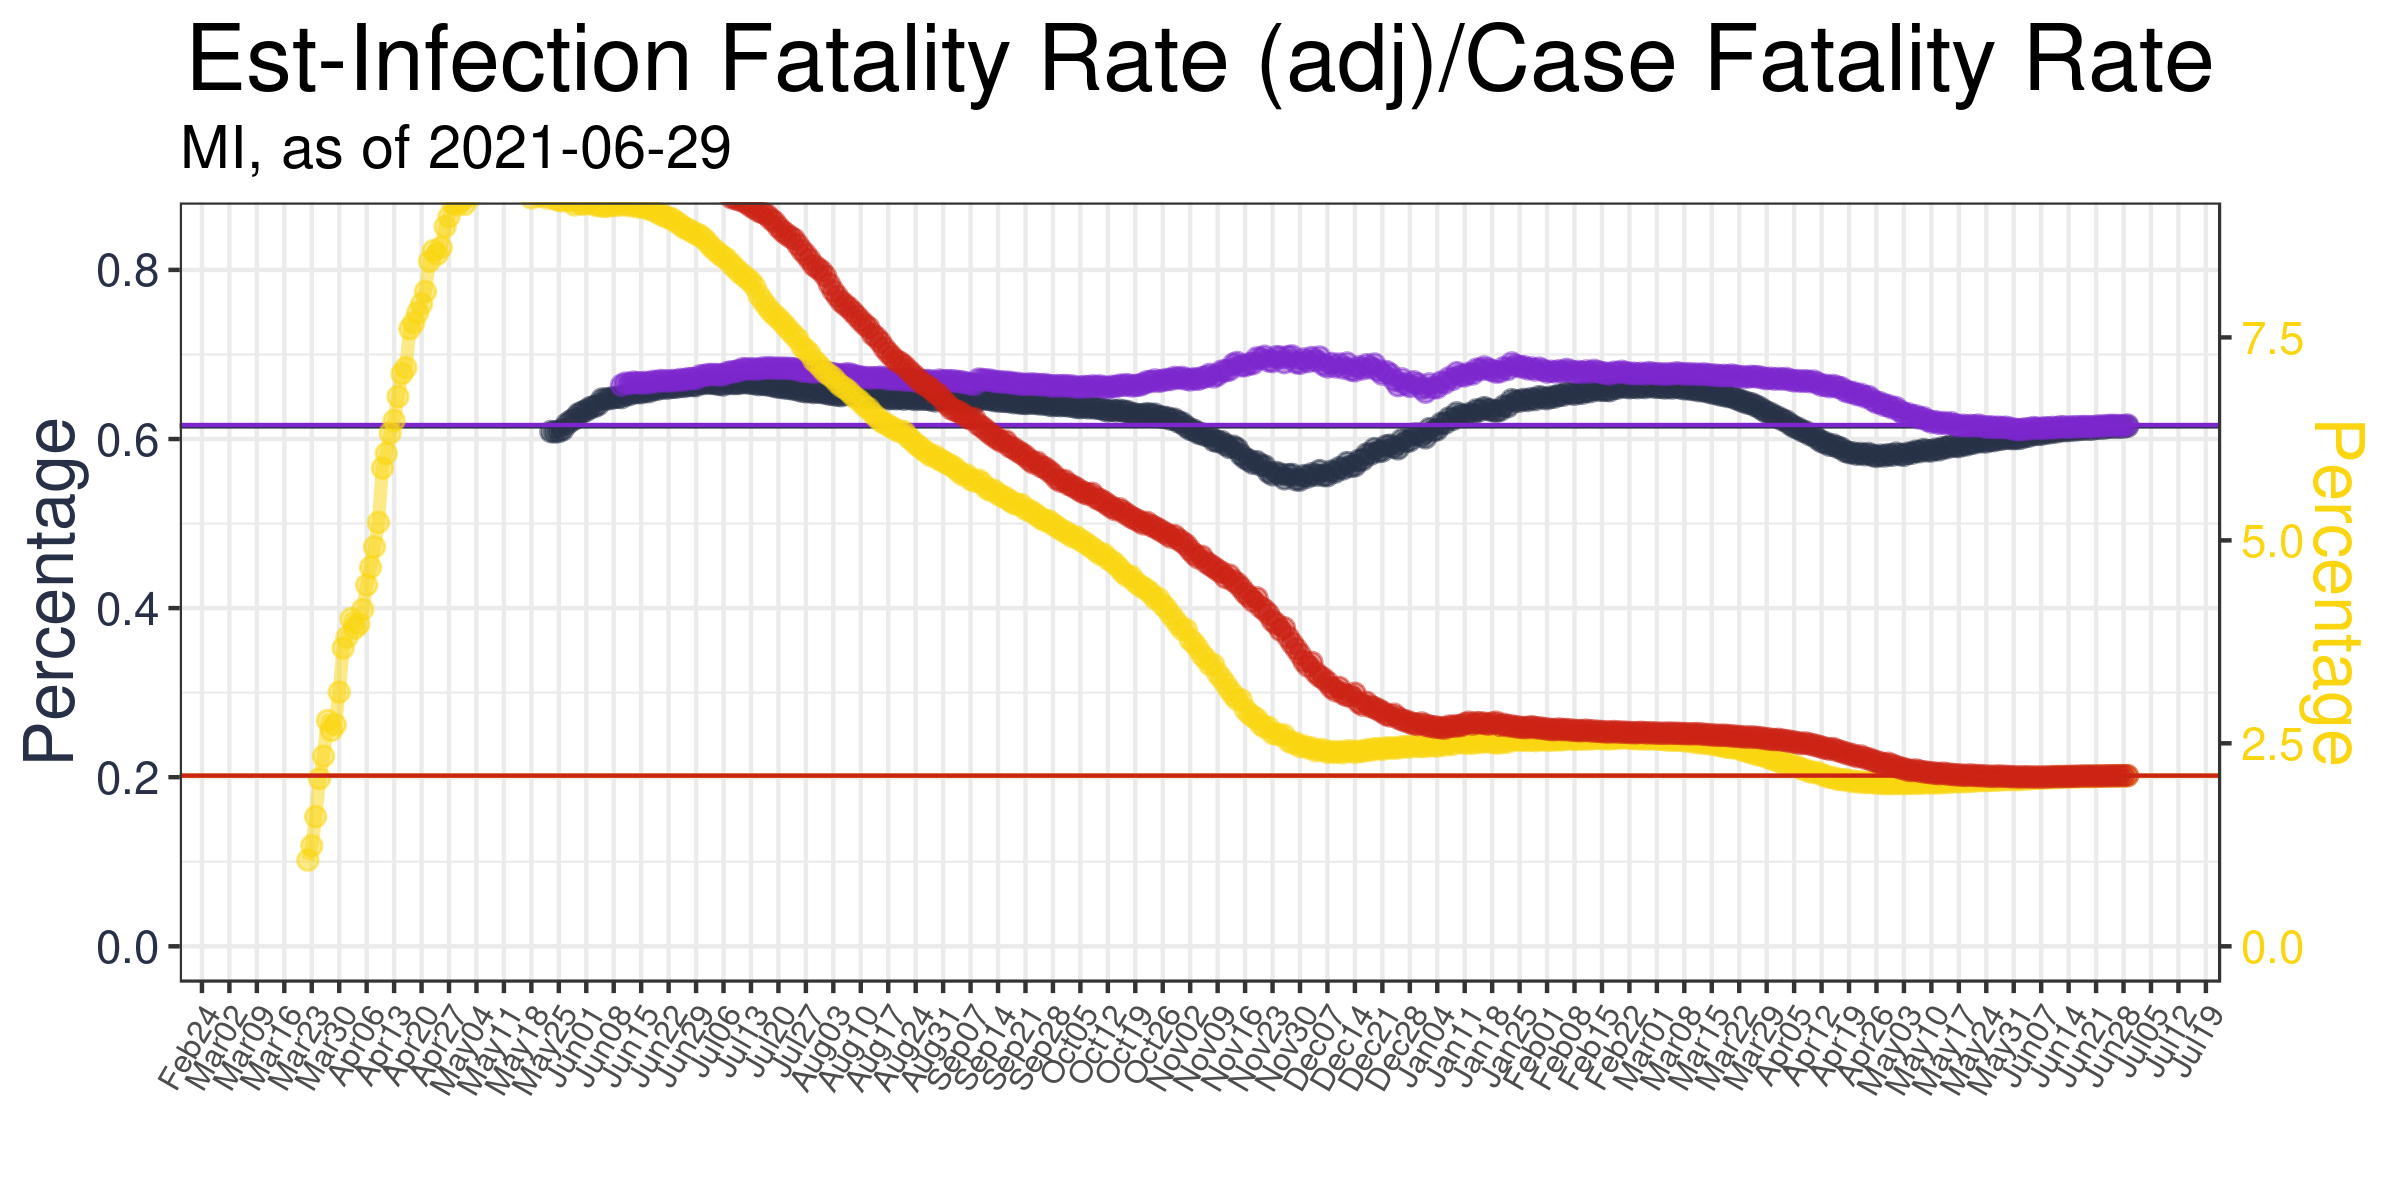 Est-Infection Fatality Rate (adj)/Case Fatality Rate
MI, as of 2021-06-29
Percentage
0.8
0.6
0.4
0.2
0.0
7.5
5.0
2.5
0.0
Percentage
Feb24
Mar02
Mar09
Mar16
Mar23
Mar30
Apr06
Apr13
Apr20
Apr27
May04
May11
May18
May25
Jun01
Jun08
Jun15
Jun22
Jun29
Jul06
Jul13
Jul20
Jul27
Aug03
Aug10
Aug17
Aug24
Aug31
Sep07
Sep14
Sep21
Sep28
Oct05
Oct12
Oct19
Oct26
Nov02
Nov09
Nov16
Nov23
Nov30
Dec07
Dec14
Dec21
Dec28
Jan04
Jan11
Jan18
Jan25
Feb01
Feb08
Feb15
Feb22
Mar01
Mar08
Mar15
Mar22
Mar29
Apr05
Apr12
Apr19
Apr26
May03
May10
May17
May24
May31
Jun07
Jun14
Jun21
Jun28
Jul05
Jul12
Jul19